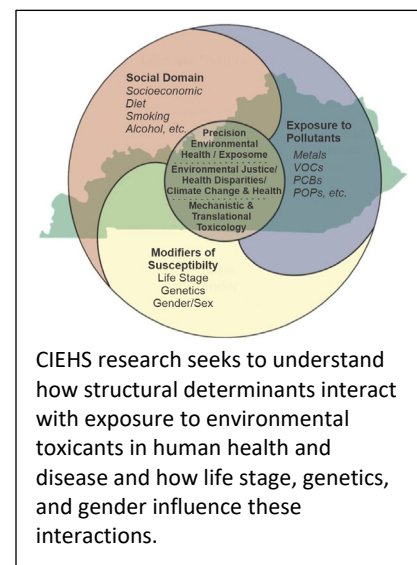 Social Domain
Socioeconomic
Diet
Smoking
Alcohol, etc.
Precision
Environmental
Health / Exposome
Environmental Justice/
Health Disparities/
Climate Change & Health
Mechanistic &
Translational
Toxicology
Exposure to
Pollutants
Metals
VOCs
PCBs
POPs, etc.
Modifiers of
Susceptibilty
Life Stage
Genetics
Gender/Sex
CIEHS research seeks to understand
how structural determinants interact
with exposure to environmental
toxicants in human health and
disease and how life stage, genetics,
and gender influence these
interactions.